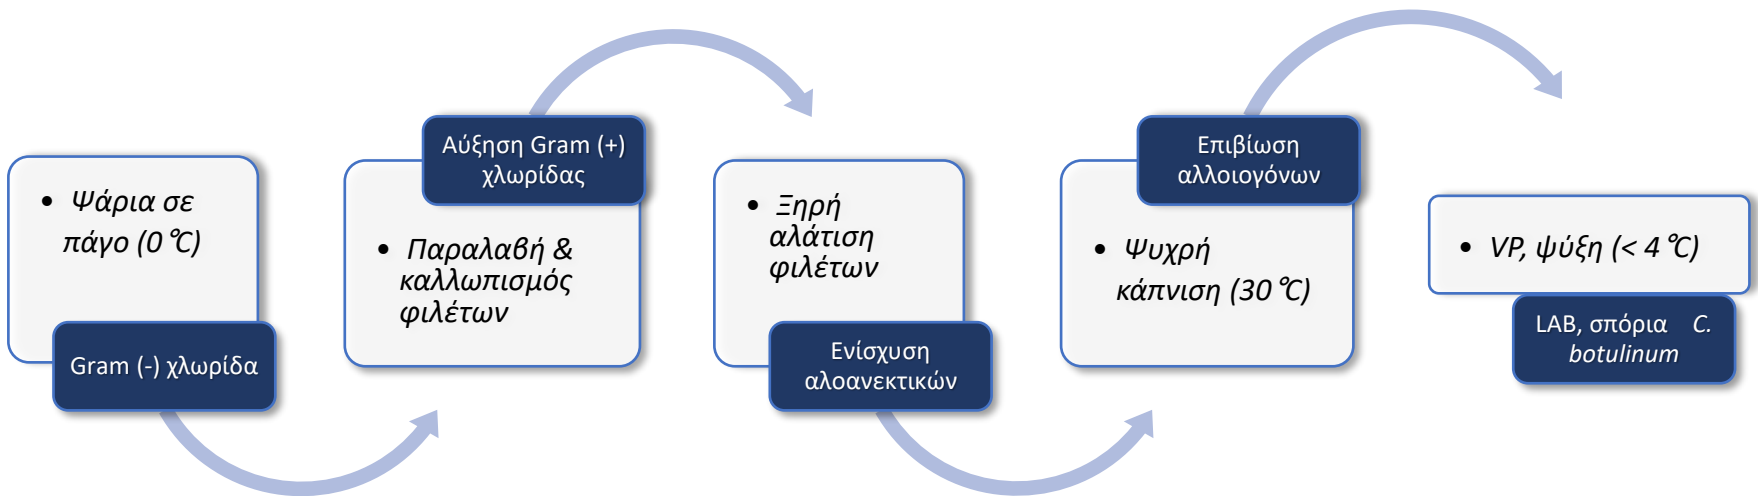 • Ψάρια σε
πάγο (0 ℃)
Gram (-) χλωρίδα
Αύξηση Gram (+)
χλωρίδας
• Παραλαβή &
καλλωπισμός
φιλέτων
• Ξηρή
αλάτιση
φιλέτων
Ενίσχυση
αλοανεκτικών
Επιβίωση
αλλοιογόνων
• Ψυχρή
κάπνιση (30 ℃)
• VP, ψύξη (< 4 ℃)
LAB, σπόρια C.
botulinum